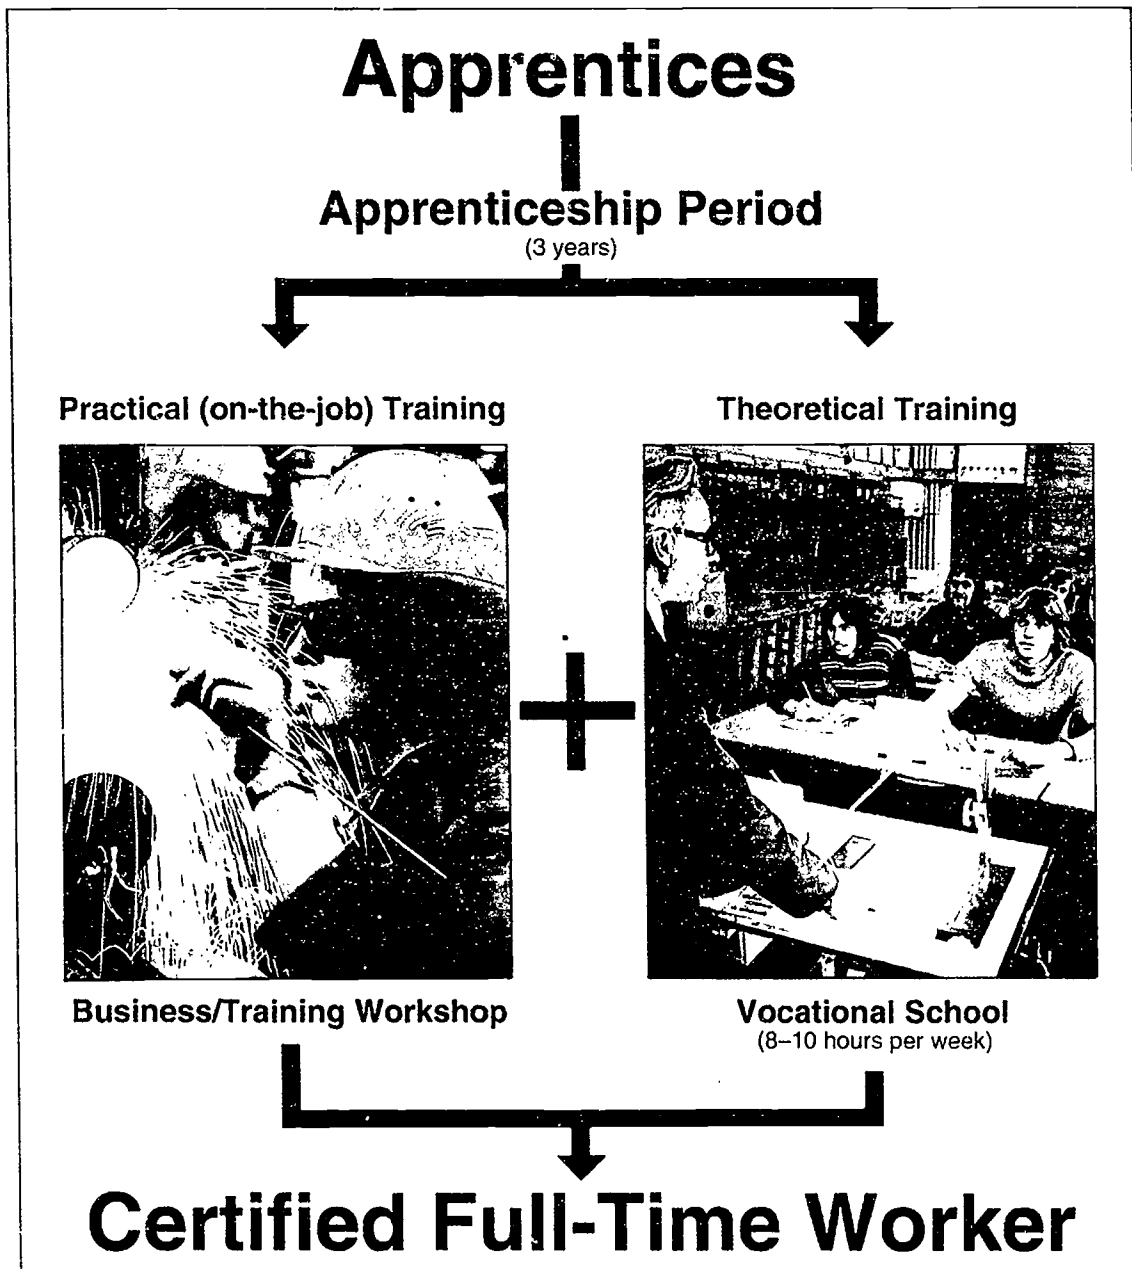 Apprentices
Apprenticeship Period
(3 years)
Practical (on-the-job) Training
Theoretical Training
Business/Training Workshop
Vocational School
(8–10 hours per week)
Certified Full-Time Worker